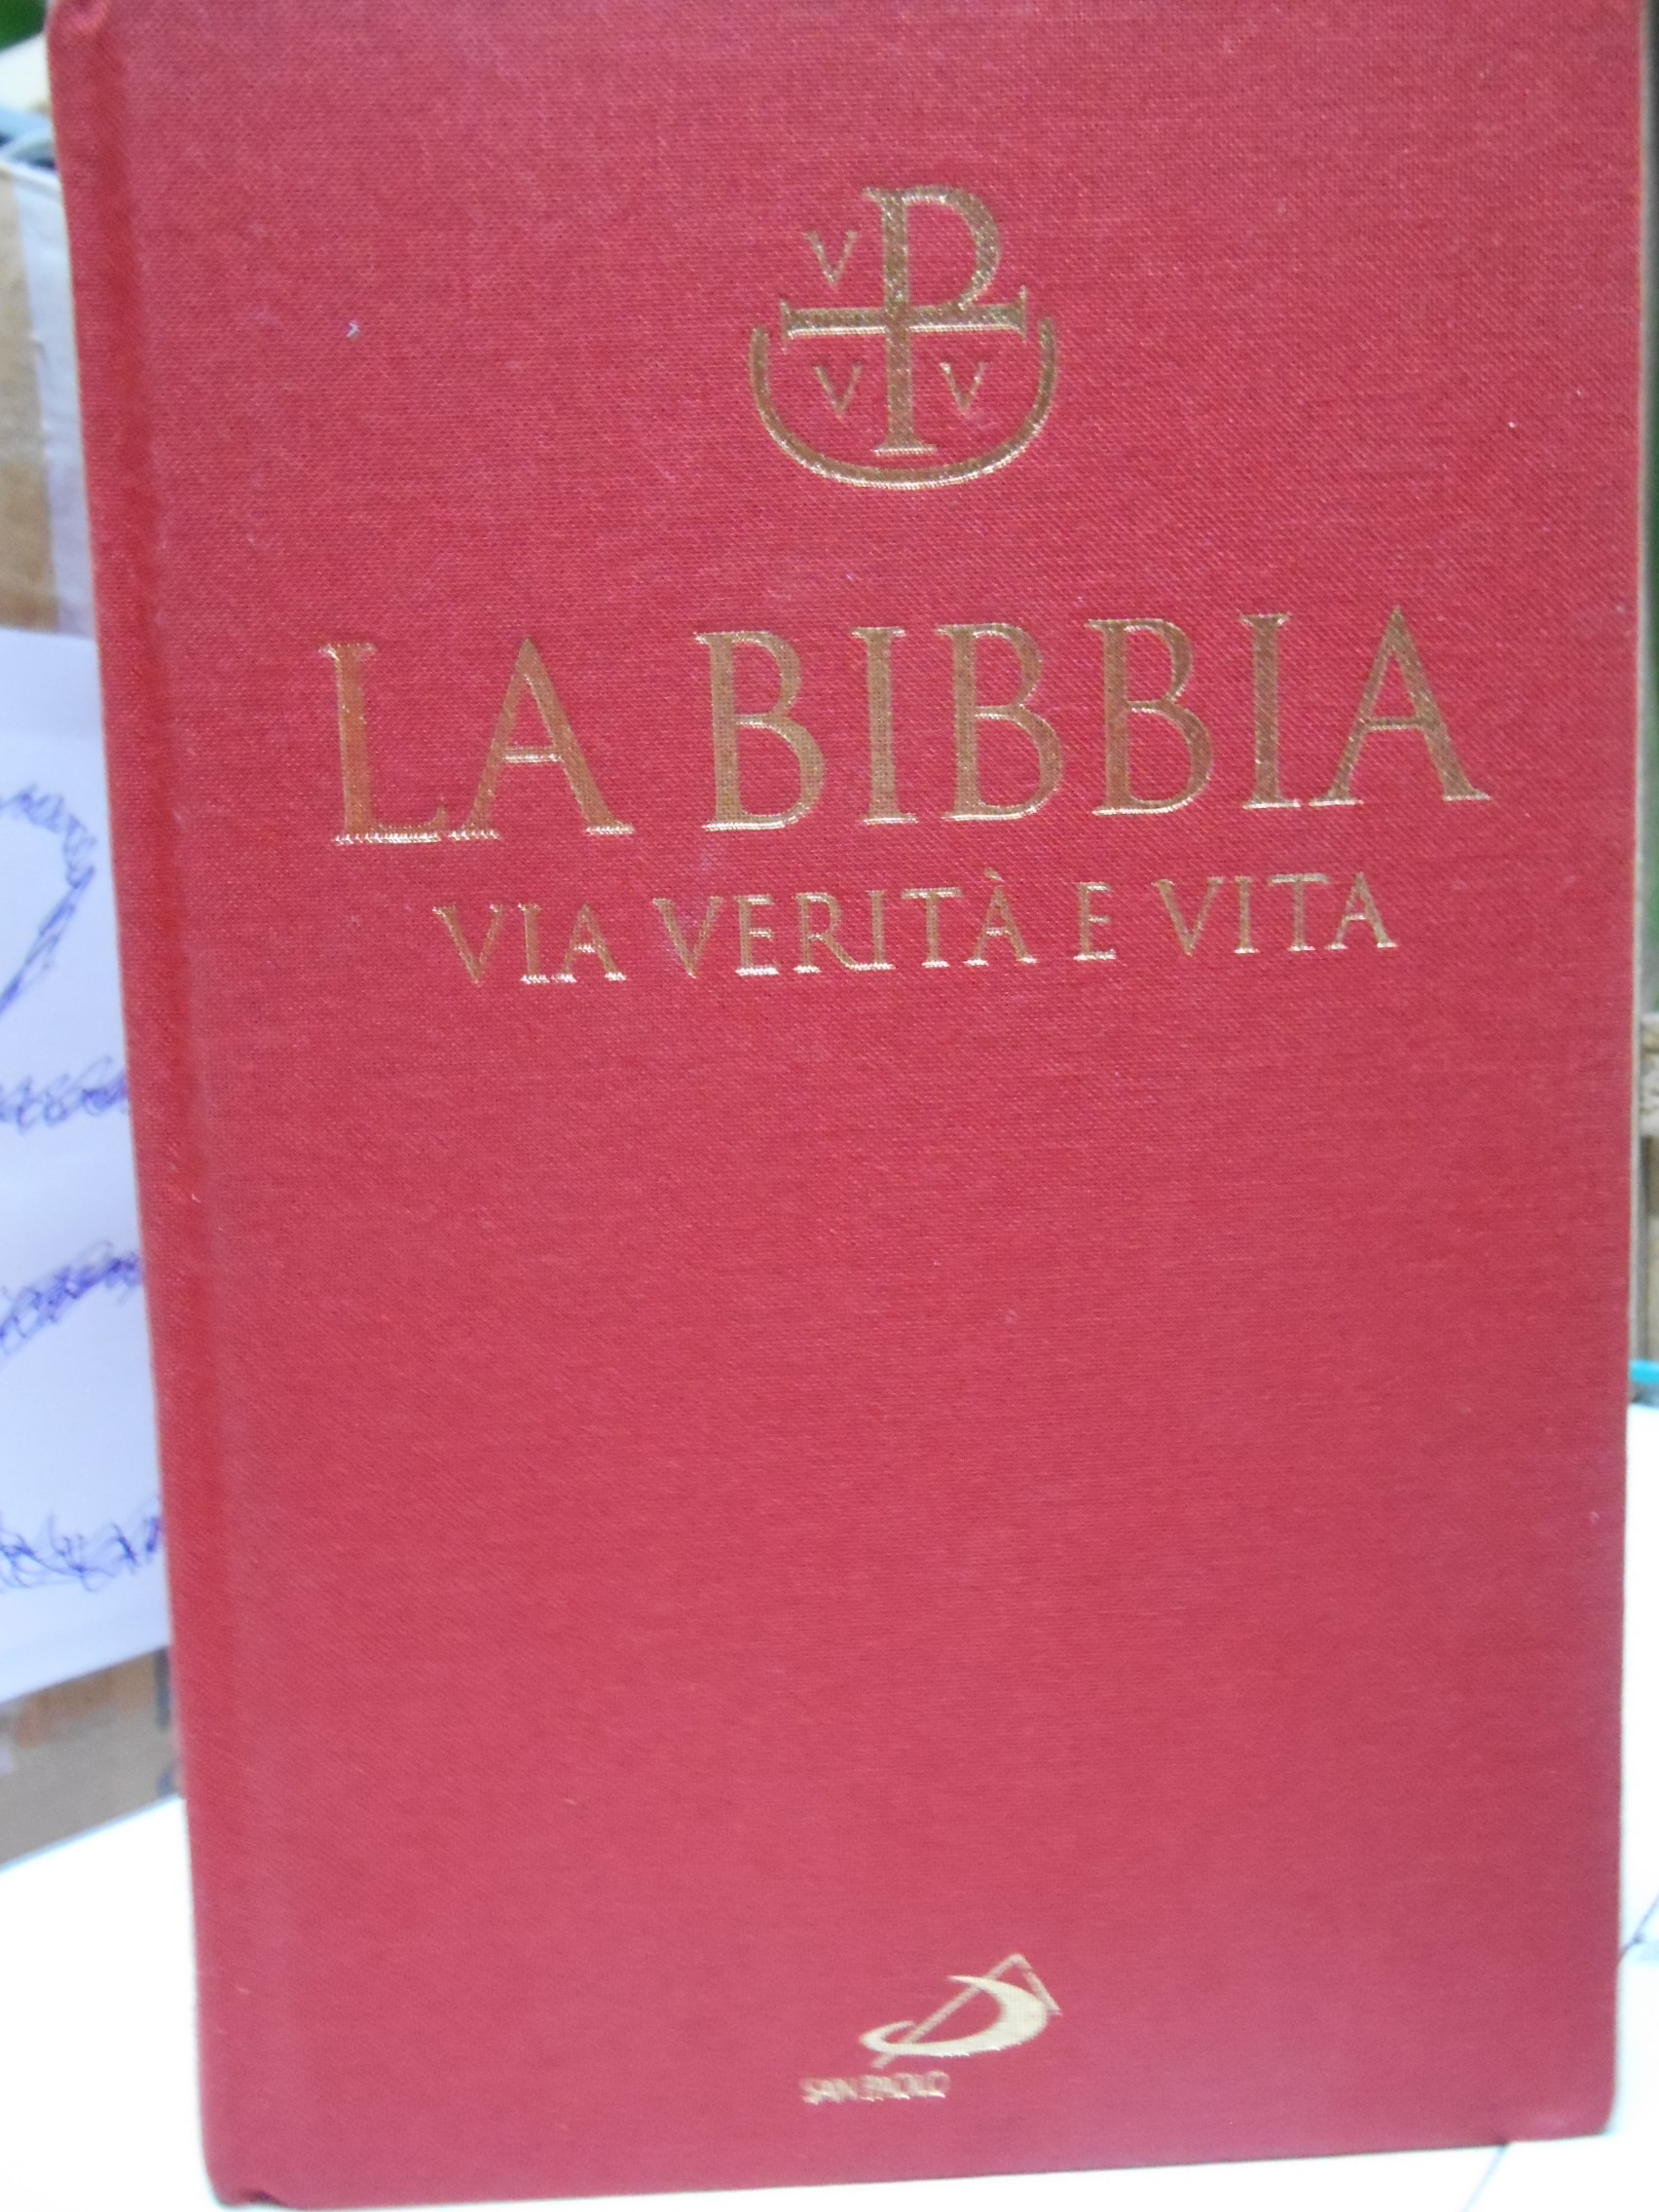 V P
V V
LA BIBBIA
VIA VERITÀ E VITA
SAN PAOLO